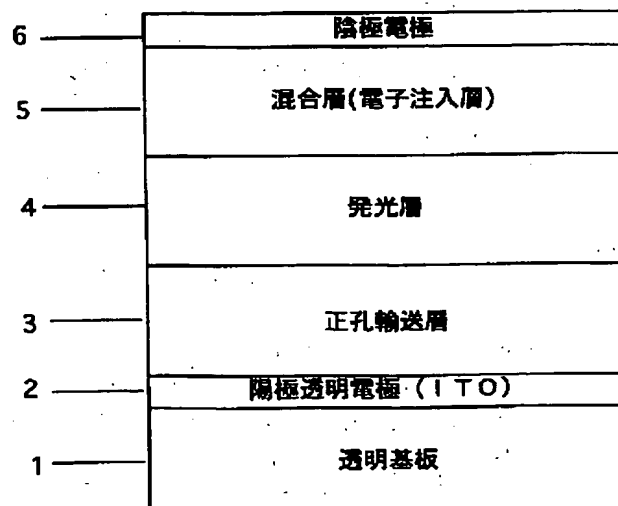 6 陰極電極
5 混合層(電子注入層)
4 発光層
3 正孔輸送層
2 陽極透明電極(ITO)
1 透明基板